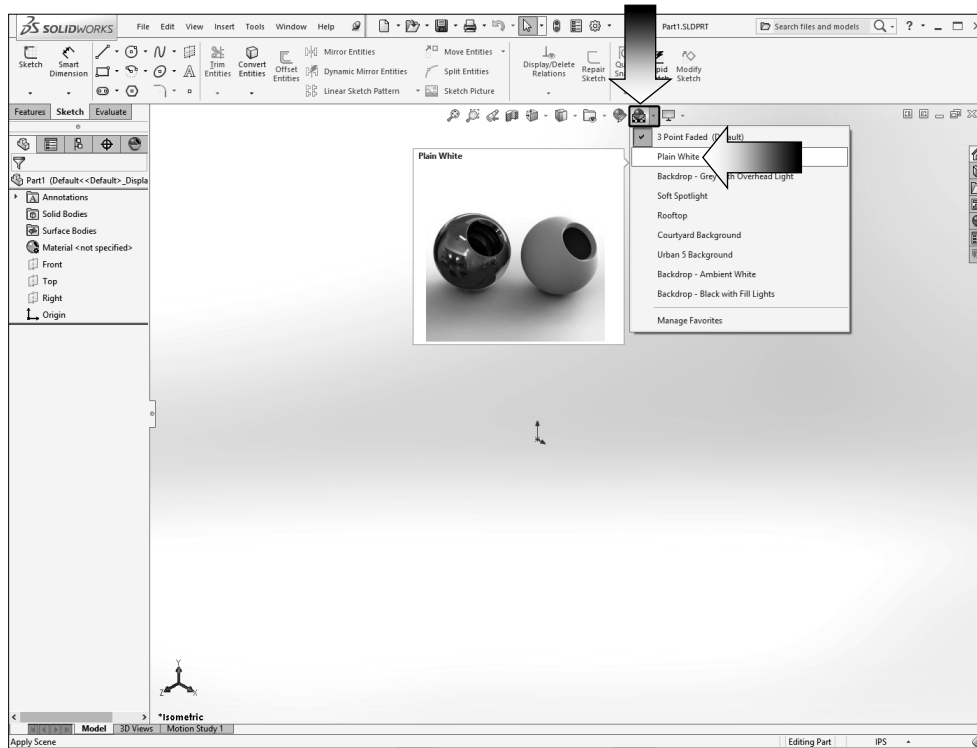 SOLIDWORKS File Edit View Insert Tools Window Help Part1.SLDPRT Search files and models ?
Sketch Smart Dimension Trim Entities Convert Entities Offset Entities Mirror Entities Move Entities Display/Delete Relations Repair Sketch Modify Sketch
Dynamic Mirror Entities Split Entities
Linear Sketch Pattern Sketch Picture
Features Sketch Evaluate
Part1 (Default<<Default>_Displa
Annotations
Solid Bodies
Surface Bodies
Material <not specified>
Front
Top
Right
Origin
Plain White
3 Point Faded
Plain White
Backdrop - Grey Overhead Light
Soft Spotlight
Rooftop
Courtyard Background
Urban 5 Background
Backdrop - Ambient White
Backdrop - Black with Fill Lights
Manage Favorites
Y
Z X
*Isometric
Model 3D Views Motion Study 1
Apply Scene Editing Part IPS